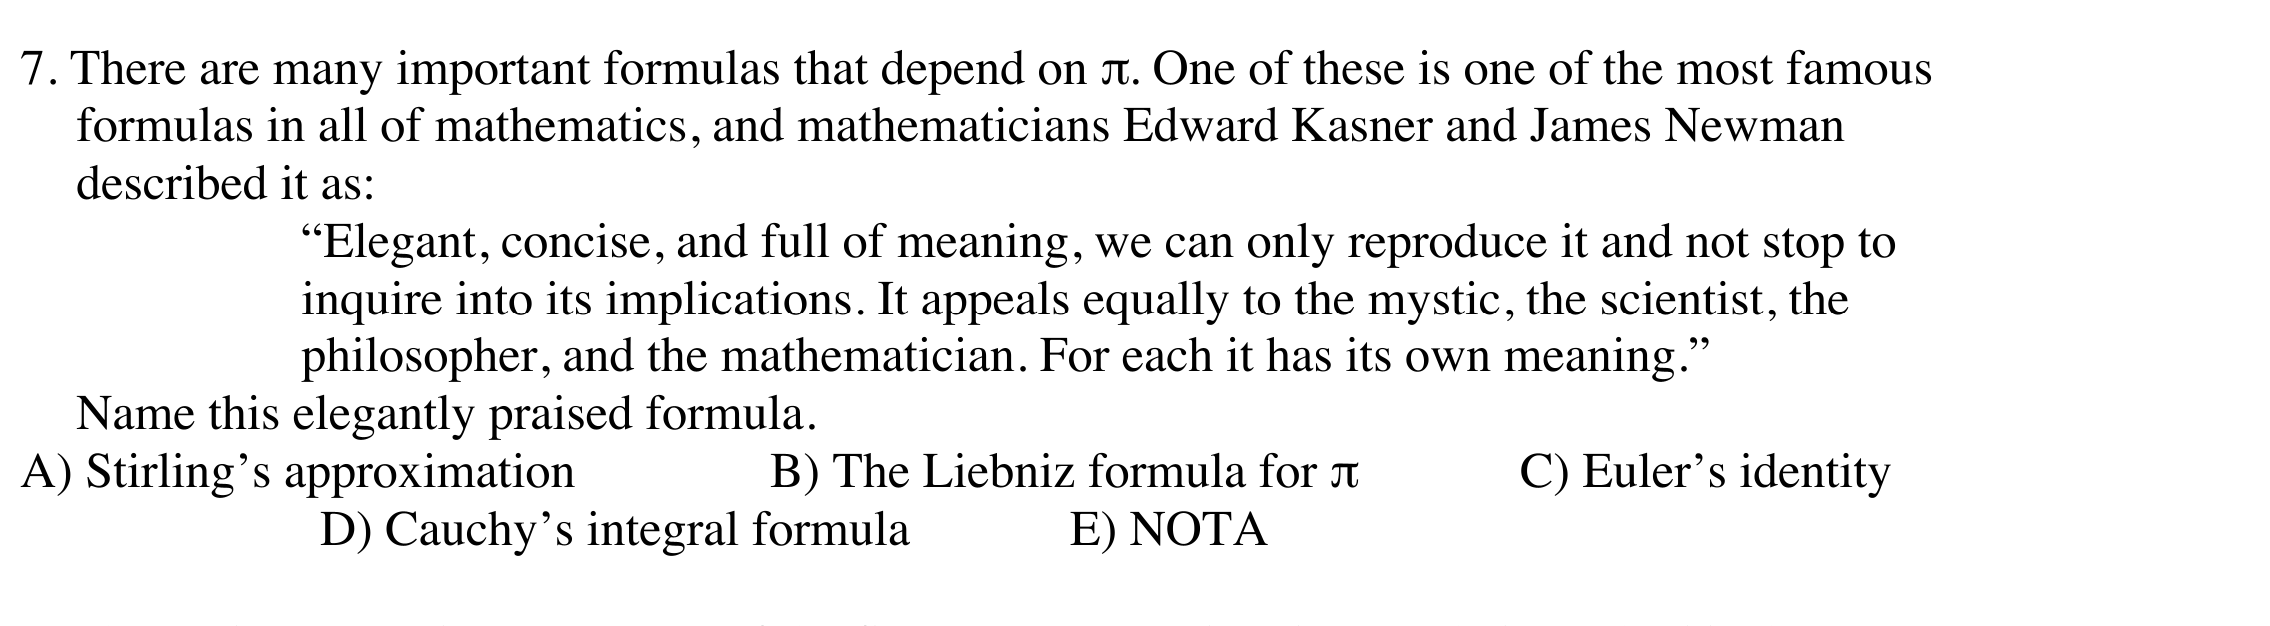 7. There are many important formulas that depend on π. One of these is one of the most famous
formulas in all of mathematics, and mathematicians Edward Kasner and James Newman
described it as:
“Elegant, concise, and full of meaning, we can only reproduce it and not stop to
inquire into its implications. It appeals equally to the mystic, the scientist, the
philosopher, and the mathematician. For each it has its own meaning.”
Name this elegantly praised formula.
A) Stirling’s approximation B) The Liebniz formula for π C) Euler’s identity
D) Cauchy’s integral formula E) NOTA